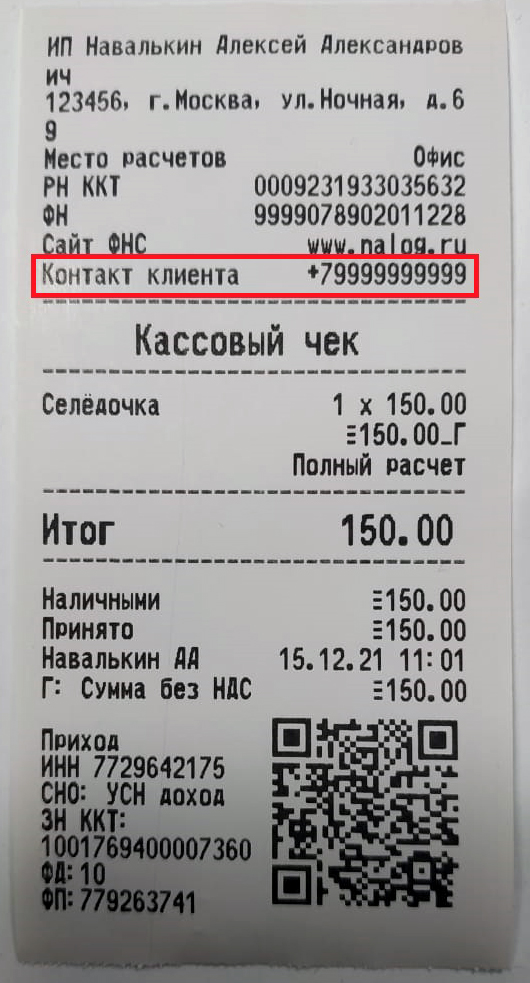 ИП Навалькин Алексей Александров
ич
123456, г.Москва, ул.Ночная, д.6
9
Место расчетов Офис
РН ККТ 0009231933035632
ФН 9999078902011228
Сайт ФНС www.nalog.ru
Контакт клиента +79999999999
Кассовый чек
Селёдочка 1 x 150.00
≡150.00_Г
Полный расчет
Итог 150.00
Наличными ≡150.00
Принято ≡150.00
Навалькин АА 15.12.21 11:01
Г: Сумма без НДС ≡150.00
Приход
ИНН 7729642175
СНО: УСН доход
ЗН ККТ:
1001769400007360
ФД: 10
ФП: 779263741